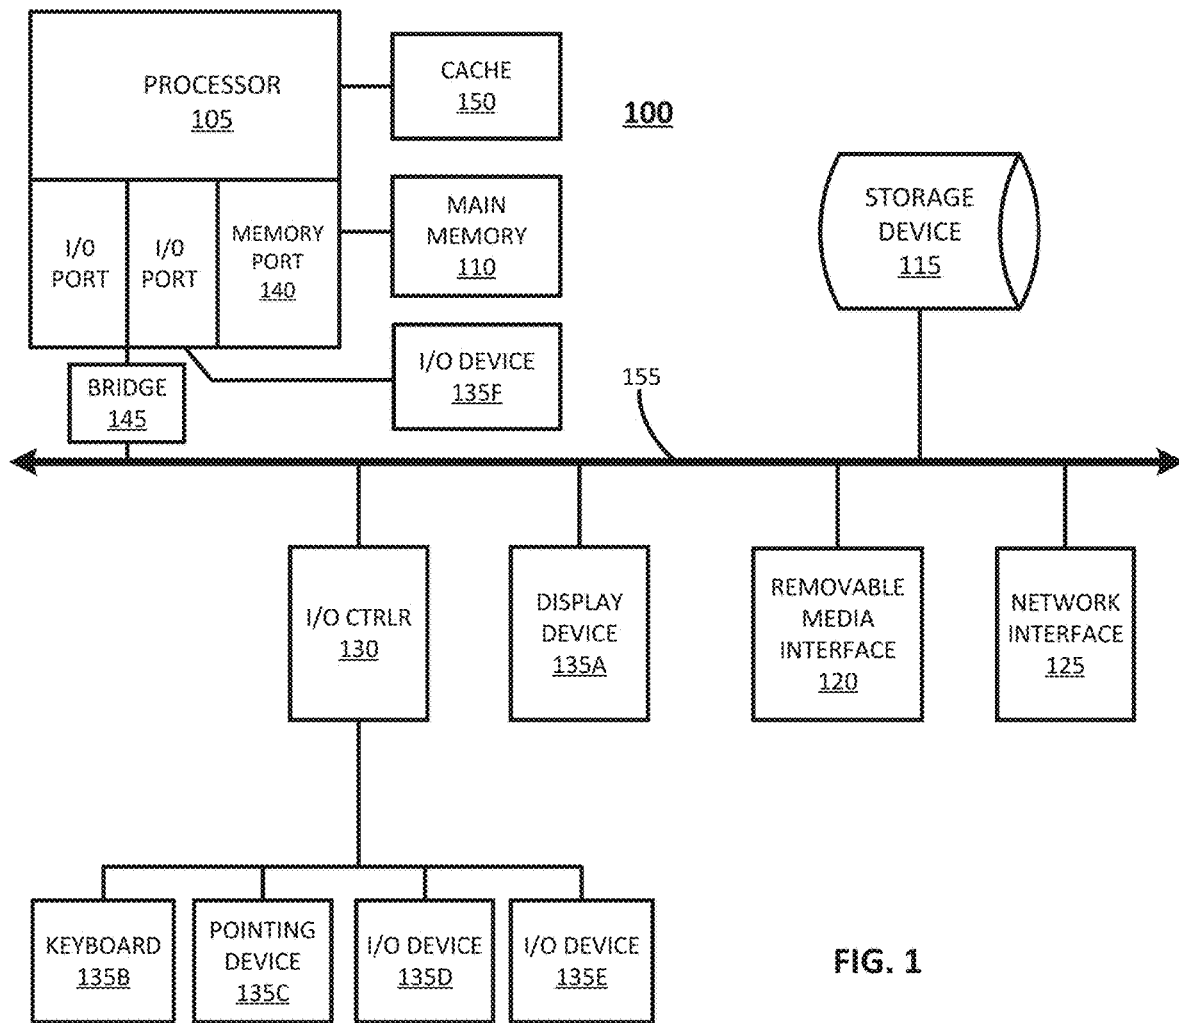 PROCESSOR
105
CACHE
150
100
I/0
PORT
I/0
PORT
MEMORY
PORT
140
MAIN
MEMORY
110
STORAGE
DEVICE
115
I/O DEVICE
135F
BRIDGE
145
155
I/O CTRLR
130
DISPLAY
DEVICE
135A
REMOVABLE
MEDIA
INTERFACE
120
NETWORK
INTERFACE
125
KEYBOARD
135B
POINTING
DEVICE
135C
I/O DEVICE
135D
I/O DEVICE
135E
FIG. 1